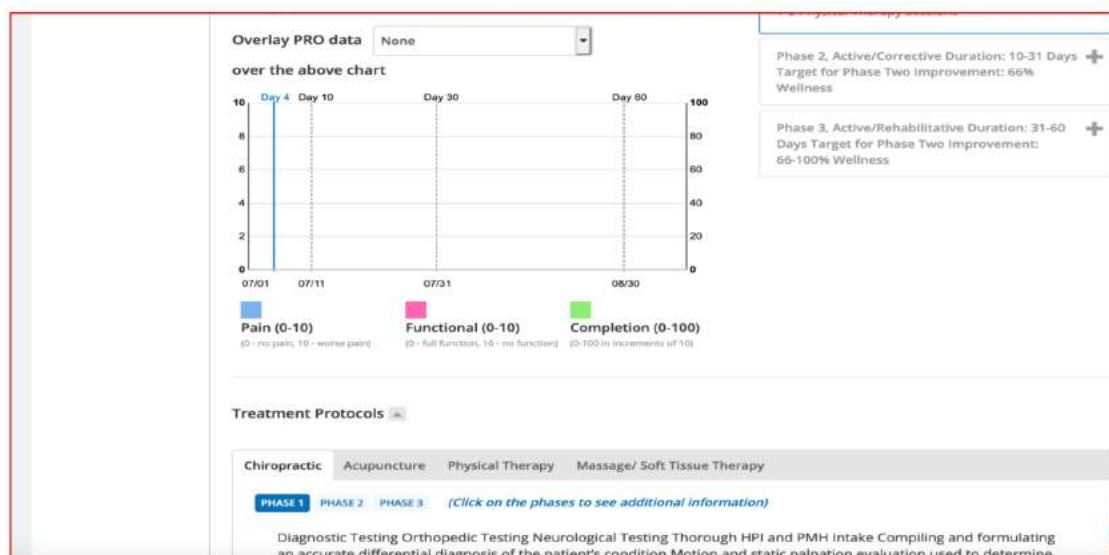 Overlay PRO data None
over the above chart
Day 4 Day 10 Day 30 Day 60
10 100
8 80
6 60
4 40
2 20
0 0
07/01 07/11 07/31 08/30
Pain (0-10) Functional (0-10) Completion (0-100)
(0 - no pain, 10 - worse pain) (0 - full function, 10 - no function) (0-100 in increments of 10)
Phase 2, Active/Corrective Duration: 10-31 Days
Target for Phase Two Improvement: 66%
Wellness
Phase 3, Active/Rehabilitative Duration: 31-60
Days Target for Phase Two Improvement:
66-100% Wellness
Treatment Protocols
Chiropractic Acupuncture Physical Therapy Massage/ Soft Tissue Therapy
PHASE 1 PHASE 2 PHASE 3 (Click on the phases to see additional information)
Diagnostic Testing Orthopedic Testing Neurological Testing Thorough HPI and PMH Intake Compiling and formulating
an accurate differential diagnosis of the patient's condition Motion and static palpation evaluation used to determine